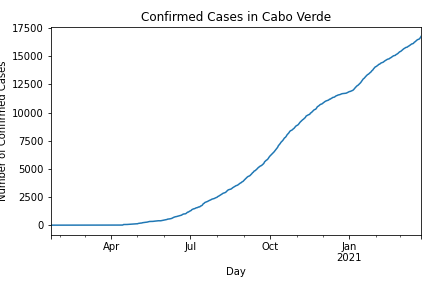 Confirmed Cases in Cabo Verde
Number of Confirmed Cases
17500
15000
12500
10000
7500
5000
2500
0
Apr
Jul
Oct
Jan
2021
Day